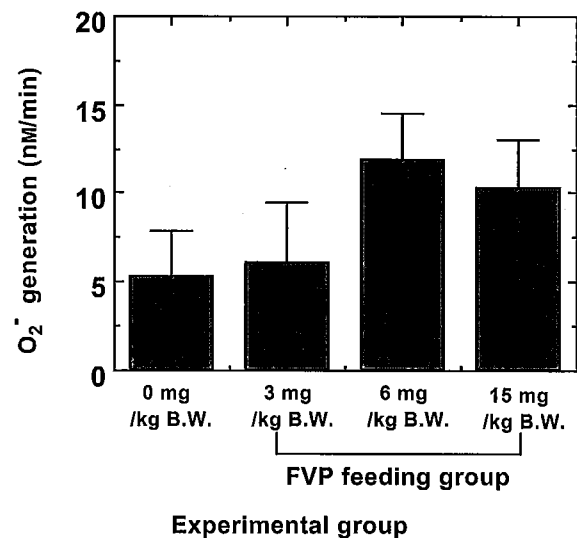 20
15
10
5
0
O₂⁻ generation (nM/min)
0 mg 3 mg 6 mg 15 mg
/kg B.W. /kg B.W. /kg B.W. /kg B.W.
FVP feeding group
Experimental group